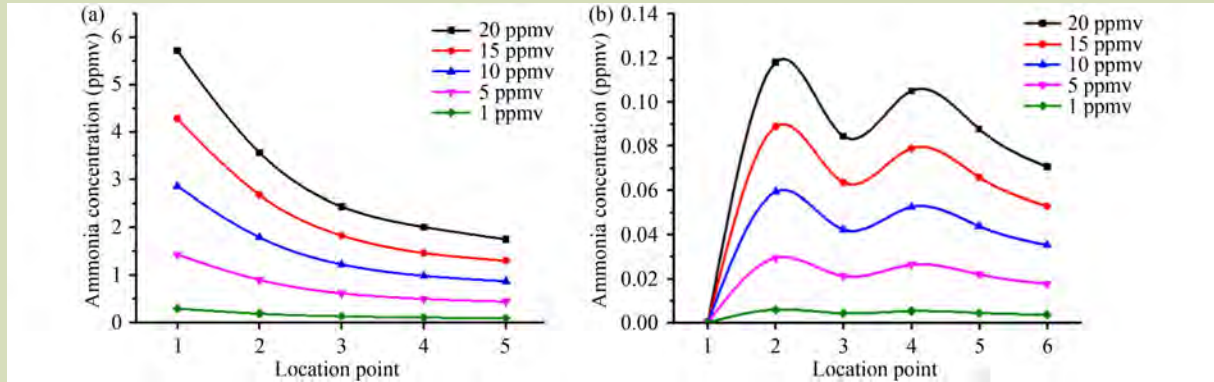 (a)
20 ppmv
15 ppmv
10 ppmv
5 ppmv
1 ppmv
Ammonia concentration (ppmv)
6
5
4
3
2
1
0
1 2 3 4 5
Location point
(b)
20 ppmv
15 ppmv
10 ppmv
5 ppmv
1 ppmv
Ammonia concentration (ppmv)
0.14
0.12
0.10
0.08
0.06
0.04
0.02
0.00
1 2 3 4 5 6
Location point